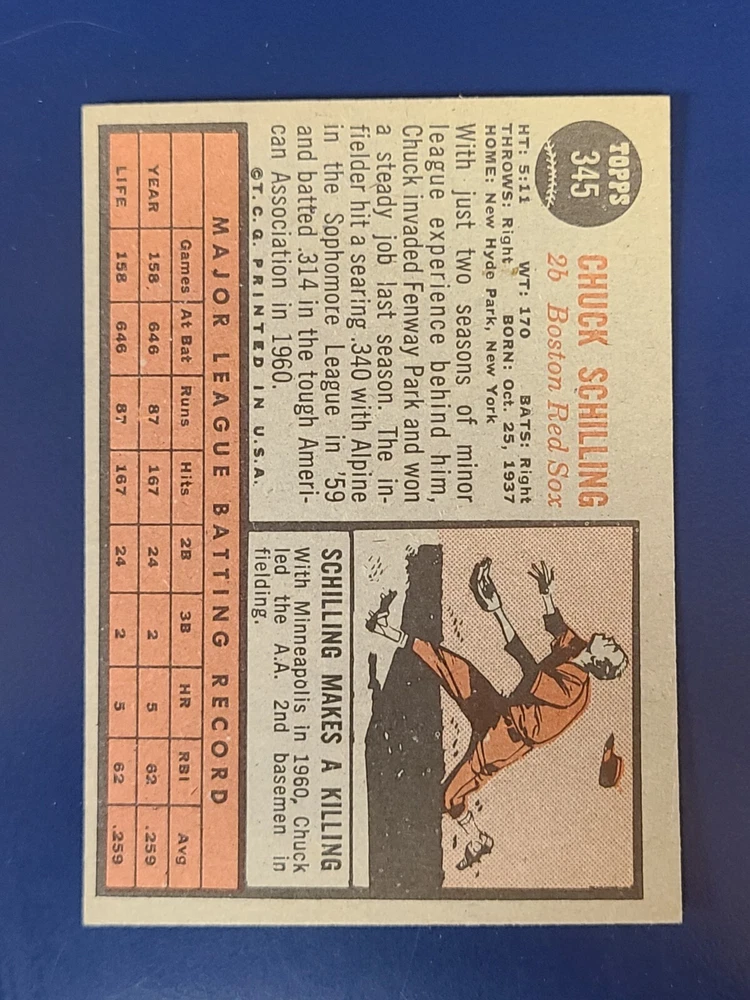 TOPPS
345
CHUCK SCHILLING
2b Boston Red Sox
HT: 5:11 WT: 170 BATS: Right
THROWS: Right BORN: Oct. 25, 1937
HOME: New Hyde Park, New York
With just two seasons of minor
league experience behind him,
Chuck invaded Fenway Park and won
a steady job last season. The in-
fielder hit a searing .340 with Alpine
in the Sophomore League in '59
and batted .314 in the tough Ameri-
can Association in 1960.
©T.C.G. PRINTED IN U.S.A.
SCHILLING MAKES A KILLING
With Minneapolis in 1960, Chuck
led the A.A. 2nd basemen in
fielding.
MAJOR LEAGUE BATTING RECORD
Games At Bat Runs Hits 2B 3B HR RBI Avg
YEAR 158 646 87 167 24 2 5 62 .259
LIFE 158 646 87 167 24 2 5 62 .259